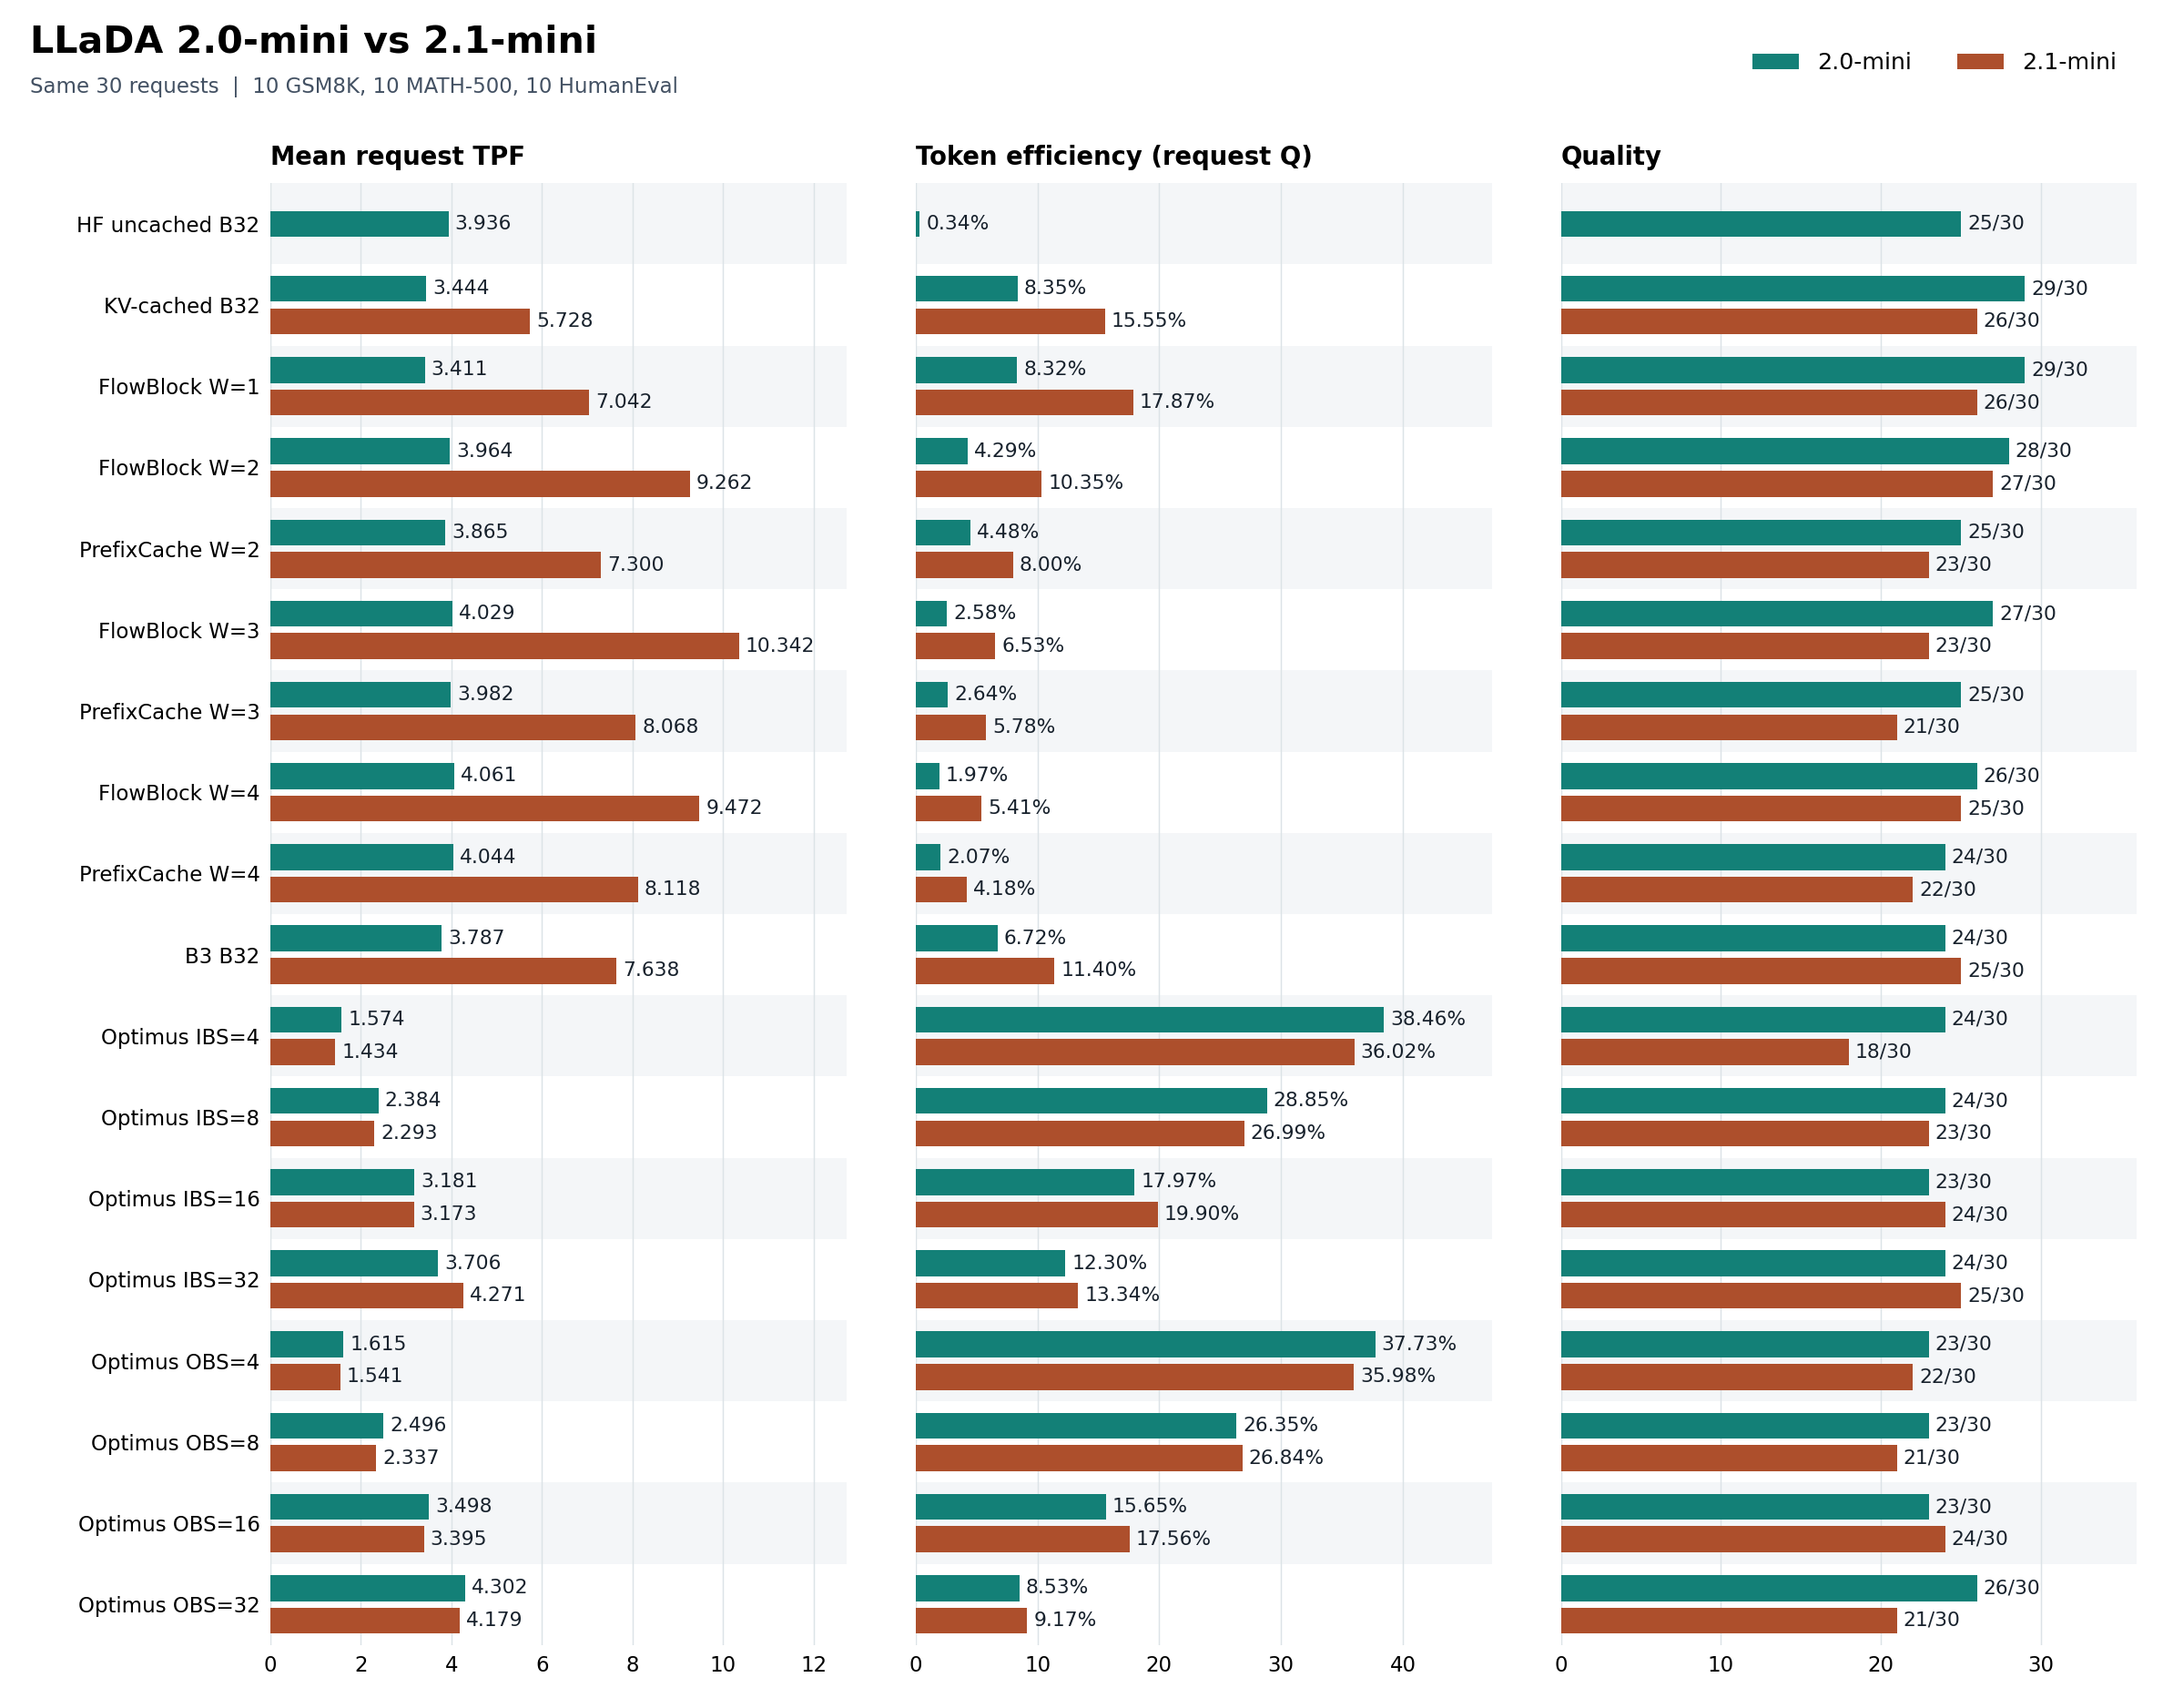 LLaDA 2.0-mini vs 2.1-mini
Same 30 requests | 10 GSM8K, 10 MATH-500, 10 HumanEval
2.0-mini 2.1-mini
Mean request TPF Token efficiency (request Q) Quality
HF uncached B32 3.936 0.34% 25/30
KV-cached B32
3.444 8.35% 29/30
5.728 15.55% 26/30
FlowBlock W=1
3.411 8.32% 29/30
7.042 17.87% 26/30
FlowBlock W=2
3.964 4.29% 28/30
9.262 10.35% 27/30
PrefixCache W=2
3.865 4.48% 25/30
7.300 8.00% 23/30
FlowBlock W=3
4.029 2.58% 27/30
10.342 6.53% 23/30
PrefixCache W=3
3.982 2.64% 25/30
8.068 5.78% 21/30
FlowBlock W=4
4.061 1.97% 26/30
9.472 5.41% 25/30
PrefixCache W=4
4.044 2.07% 24/30
8.118 4.18% 22/30
B3 B32
3.787 6.72% 24/30
7.638 11.40% 25/30
Optimus IBS=4
1.574 38.46% 24/30
1.434 36.02% 18/30
Optimus IBS=8
2.384 28.85% 24/30
2.293 26.99% 23/30
Optimus IBS=16
3.181 17.97% 23/30
3.173 19.90% 24/30
Optimus IBS=32
3.706 12.30% 24/30
4.271 13.34% 25/30
Optimus OBS=4
1.615 37.73% 23/30
1.541 35.98% 22/30
Optimus OBS=8
2.496 26.35% 23/30
2.337 26.84% 21/30
Optimus OBS=16
3.498 15.65% 23/30
3.395 17.56% 24/30
Optimus OBS=32
4.302 8.53% 26/30
4.179 9.17% 21/30
0 2 4 6 8 10 12 0 10 20 30 40 0 10 20 30